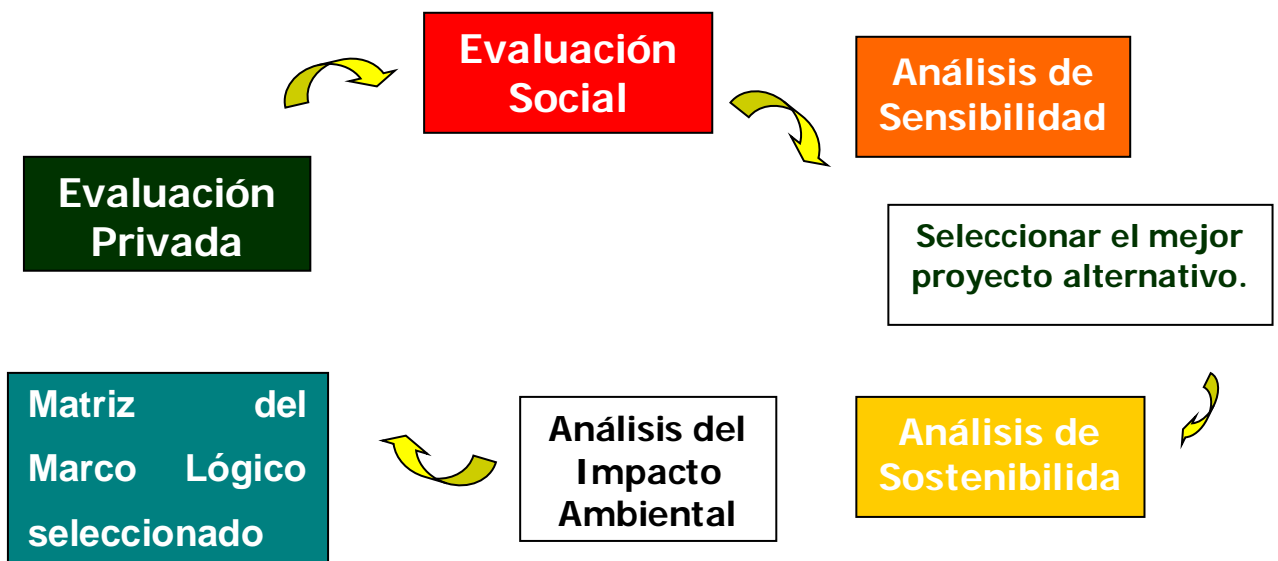 Evaluación
Privada
Evaluación
Social
Análisis de
Sensibilidad
Seleccionar el mejor
proyecto alternativo.
Análisis de
Sostenibilida
Análisis del
Impacto
Ambiental
Matriz del
Marco Lógico
seleccionado